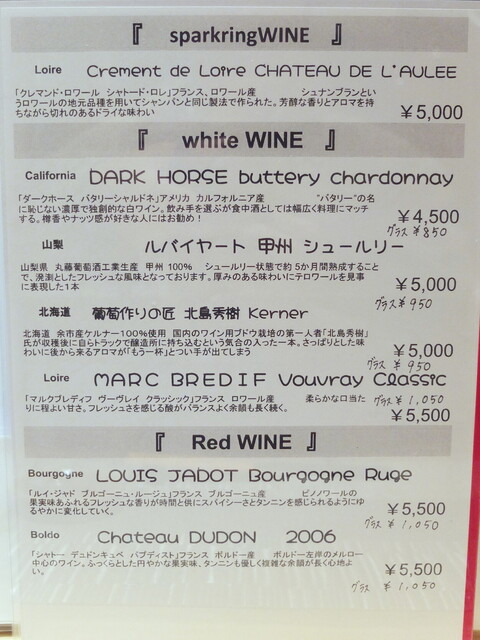 『 sparkringWINE 』
Loire Crement de Loire CHATEAU DE L'AULEE
「クレマンド・ロワール シャトード・ロレ」フランス、ロワール産 シュナンブランとい
うロワールの地元品種を用いてシャンパンと同じ製法で作られた。芳醇な香りとアロマを持
ちながら切れのあるドライな味わい
¥5,000
『 white WINE 』
California DARK HORSE buttery chardonnay
「ダークホース バタリーシャルドネ」アメリカ カルフォルニア産 "バタリー"の名
に恥じない濃厚で独創的な白ワイン。飲み手を選ぶが食中酒としては幅広く料理にマッチ
する。樽香やナッツ感が好きな人にはお勧め!
¥4,500
グラス¥850
山梨 ルバイヤート 甲州 シュールリー
山梨県 丸藤葡萄酒工業生産 甲州 100% シュールリー状態で約5か月間熟成すること
で、溌溂としたフレッシュな風味となっております。厚みのある味わいにテロワールを見事
に表現した1本
¥5,000
グラス¥950
北海道 葡萄作りの匠 北島秀樹 Kerner
北海道 余市産ケルナー100%使用 国内のワイン用ブドウ栽培の第一人者「北島秀樹」
氏が収穫後に自らトラックで醸造所に持ち込むという気合の入った一本。さっぱりとした味
わいに後から来るアロマが「もう一杯」とつい手が出てしまう
¥5,000
グラス¥950
Loire MARC BREDIF Vouvray Classic
「マルクブレディフ ヴーヴレイ クラッシック」フランス ロワール産 柔らかな口当た
りに程よい甘さ。フレッシュさを感じる酸がバランスよく余韻も長く続く。
グラス¥1,050
¥5,500
『 Red WINE 』
Bourgogne LOUIS JADOT Bourgogne Ruge
「ルイ・ジャド ブルゴーニュ・ルージュ」フランス ブルゴーニュ産 ピノノワールの
果実味あふれるフレッシュな香りが時間と供にスパイシーさとタンニンを感じられるようにゆ
るやかに変化していく。
¥5,500
グラス¥1,050
Boldo Chateau DUDON 2006
「シャトー デュドンキュベ バプティスト」フランス ボルドー産 ボルドー左岸のメルロー
中心のワイン。ふっくらとした円やかな果実味、タンニンも優しく複雑な余韻が長く心地よ
い。
¥5,500
グラス¥1,050